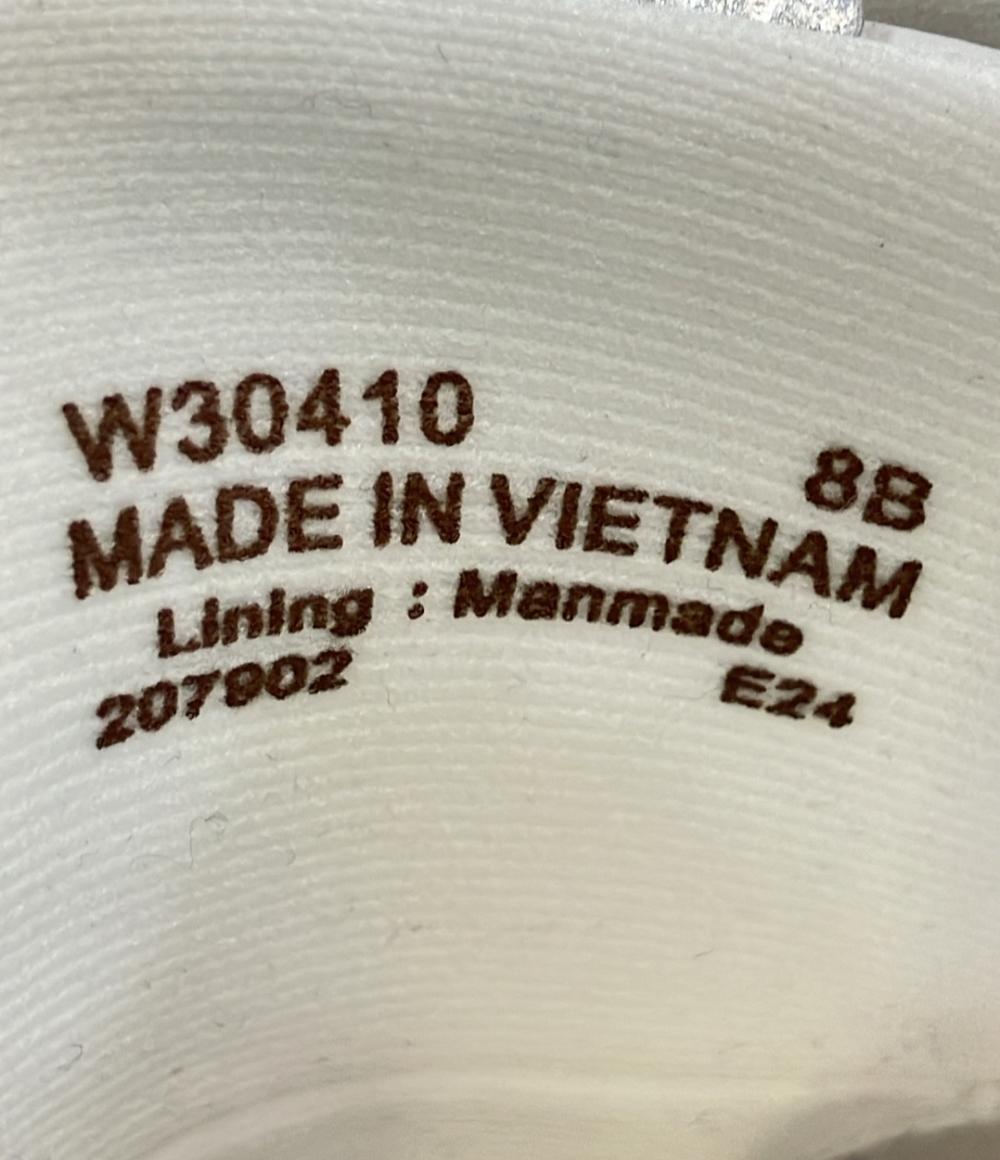 W30410
8B
MADE IN VIETNAM
Lining : Manmade
207902 E24